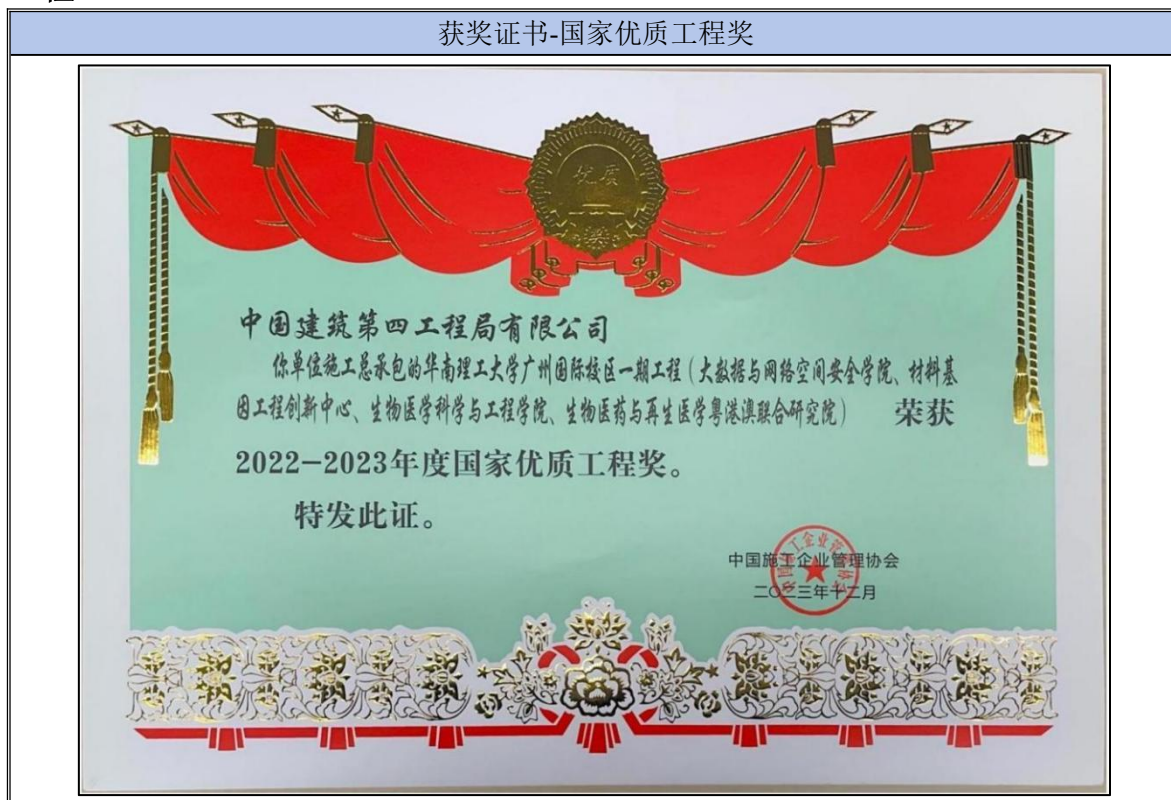 程
获奖证书-国家优质工程奖
优质
中国建筑第四工程局有限公司
你单位施工总承包的华南理工大学广州国际校区一期工程（大数据与网络空间安全学院、材料基
因工程创新中心、生物医学科学与工程学院、生物医药与再生医学粤港澳联合研究院） 荣获
2022-2023年度国家优质工程奖。
特发此证。
中国施工企业管理协会
二〇二三年十二月